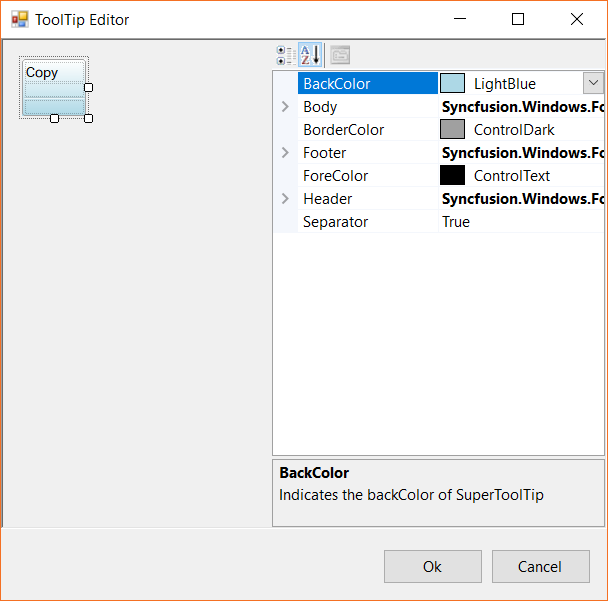 ToolTip Editor
Copy
BackColor LightBlue
Body Syncfusion.Windows.Fo
BorderColor ControlDark
Footer Syncfusion.Windows.Fo
ForeColor ControlText
Header Syncfusion.Windows.Fo
Separator True
BackColor
Indicates the backColor of SuperToolTip
Ok Cancel